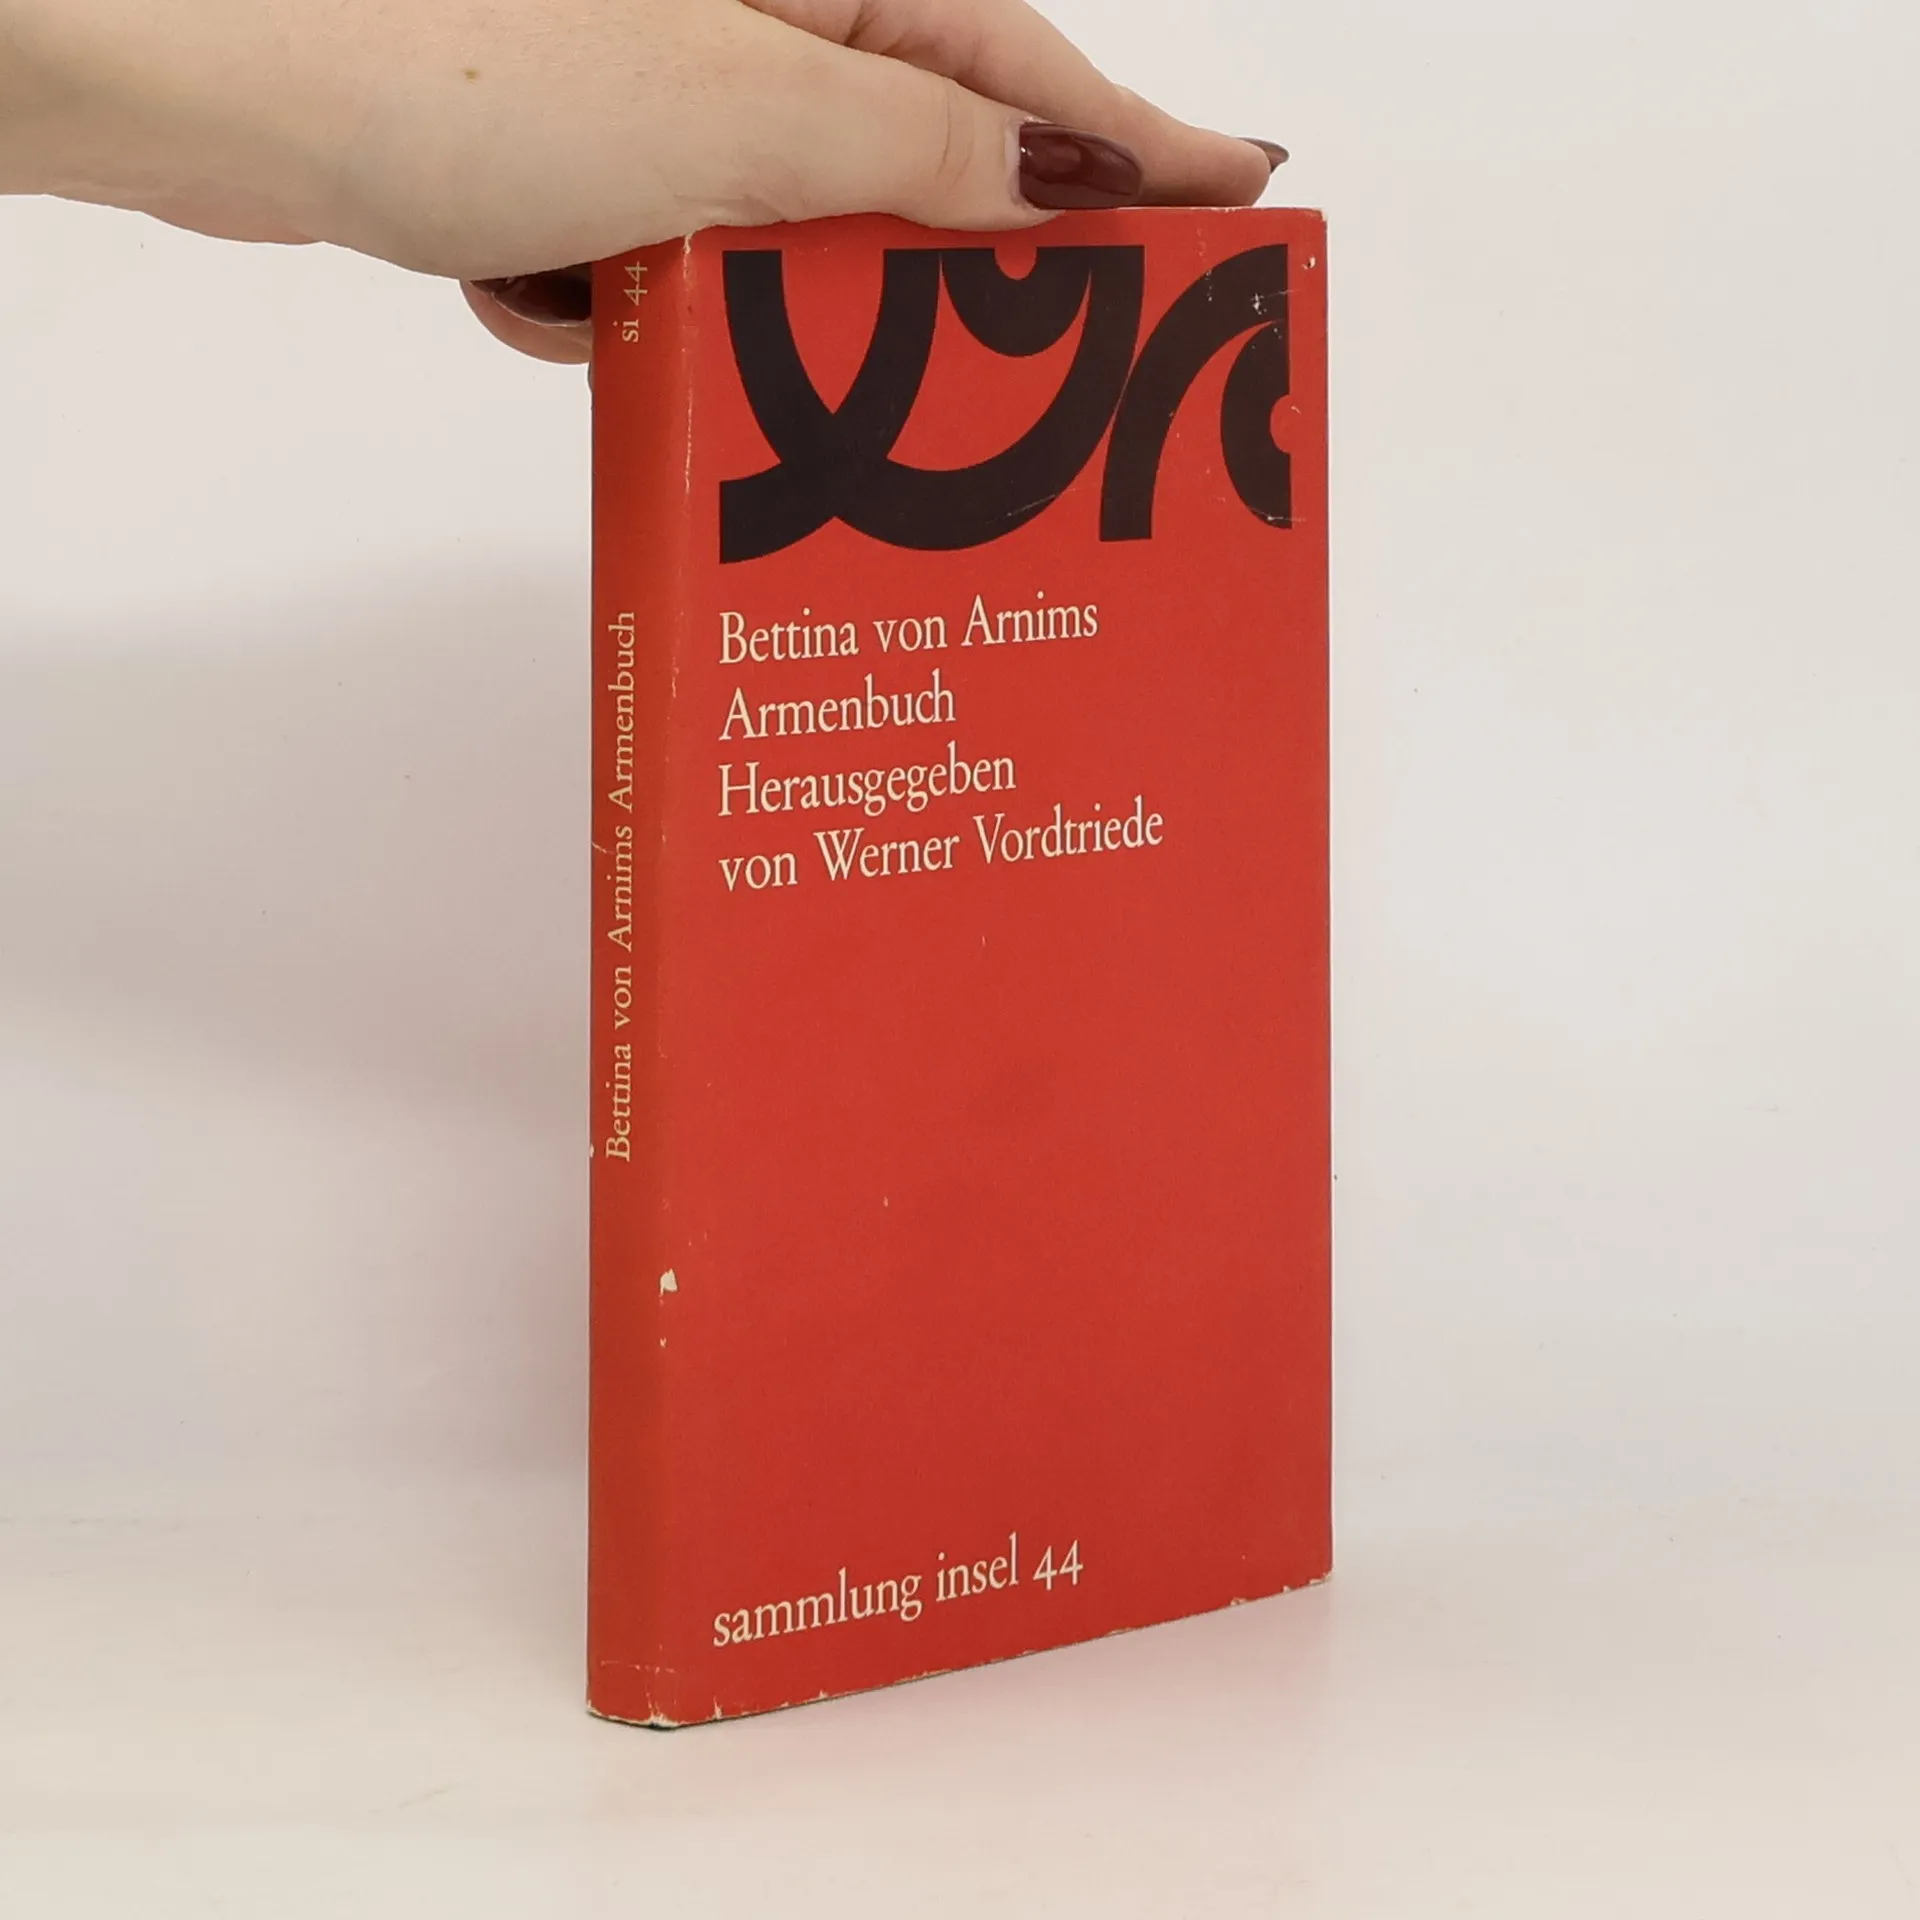 si 44
Bettina von Arnims Armenbuch
Bettina von Arnims
Armenbuch
Herausgegeben
von Werner Vordtriede
sammlung insel 44